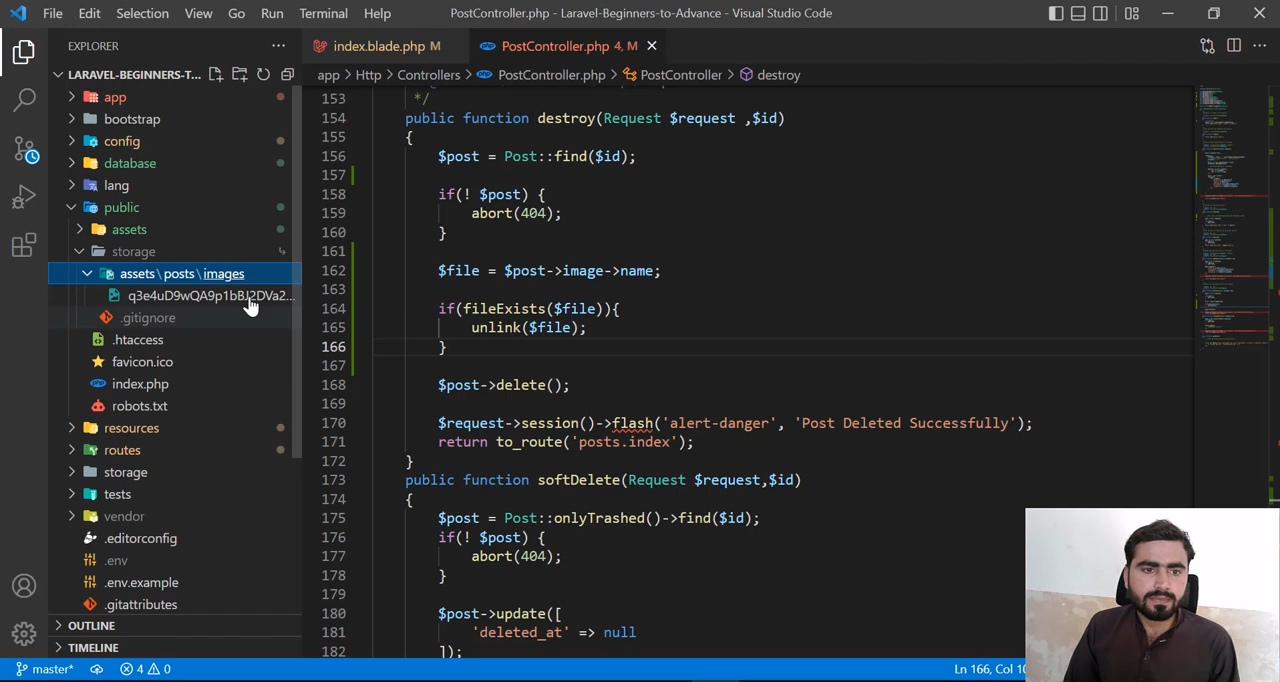 File Edit Selection View Go Run Terminal Help PostController.php - Laravel-Beginners-to-Advance - Visual Studio Code
EXPLORER
LARAVEL-BEGINNERS-T...
app
bootstrap
config
database
lang
public
assets
storage
assets\posts\images
q3e4uD9wQA9p1bBJ2DVa2...
.gitignore
.htaccess
favicon.ico
index.php
robots.txt
resources
routes
storage
tests
vendor
.editorconfig
.env
.env.example
.gitattributes
OUTLINE
TIMELINE
index.blade.php M PostController.php 4, M
app > Http > Controllers > PostController.php > PostController > destroy
153 */
154 public function destroy(Request $request ,$id)
155 {
156 $post = Post::find($id);
157
158 if(! $post) {
159 abort(404);
160 }
161
162 $file = $post->image->name;
163
164 if(fileExists($file)){
165 unlink($file);
166 }
167
168 $post->delete();
169
170 $request->session()->flash('alert-danger', 'Post Deleted Successfully');
171 return to_route('posts.index');
172 }
173 public function softDelete(Request $request,$id)
174 {
175 $post = Post::onlyTrashed()->find($id);
176 if(! $post) {
177 abort(404);
178 }
179
180 $post->update([
181 'deleted_at' => null
182 ]);
master* 4 0 Ln 166, Col